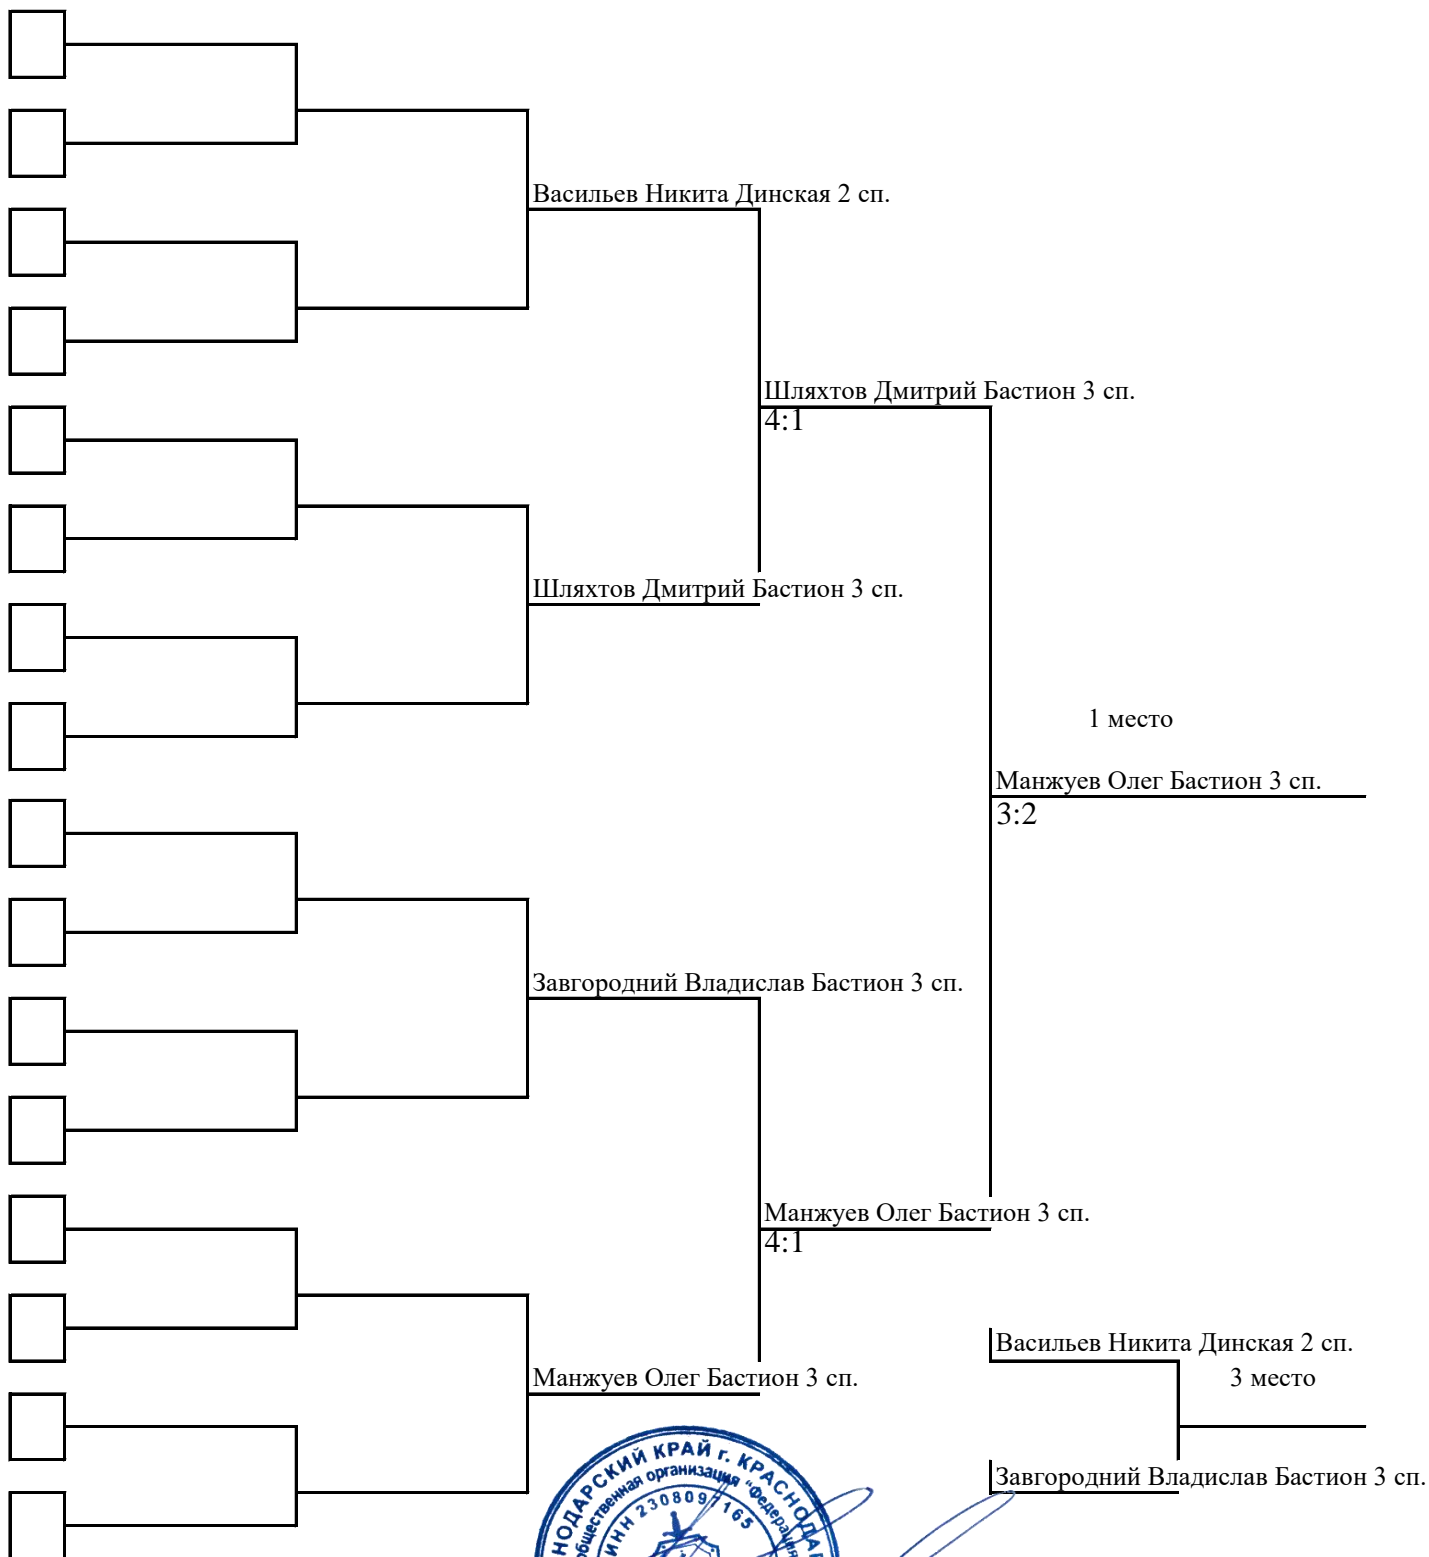 Васильев Никита Динская 2 сп.
Шляхтов Дмитрий Бастион 3 сп.
4:1
Шляхтов Дмитрий Бастион 3 сп.
1 место
Манжуев Олег Бастион 3 сп.
3:2
Завгородний Владислав Бастион 3 сп.
Манжуев Олег Бастион 3 сп.
4:1
Васильев Никита Динская 2 сп.
Манжуев Олег Бастион 3 сп.
3 место
Завгородний Владислав Бастион 3 сп.
КРАЙ г.
общественная организация "Федерация
ИНН 2308097165